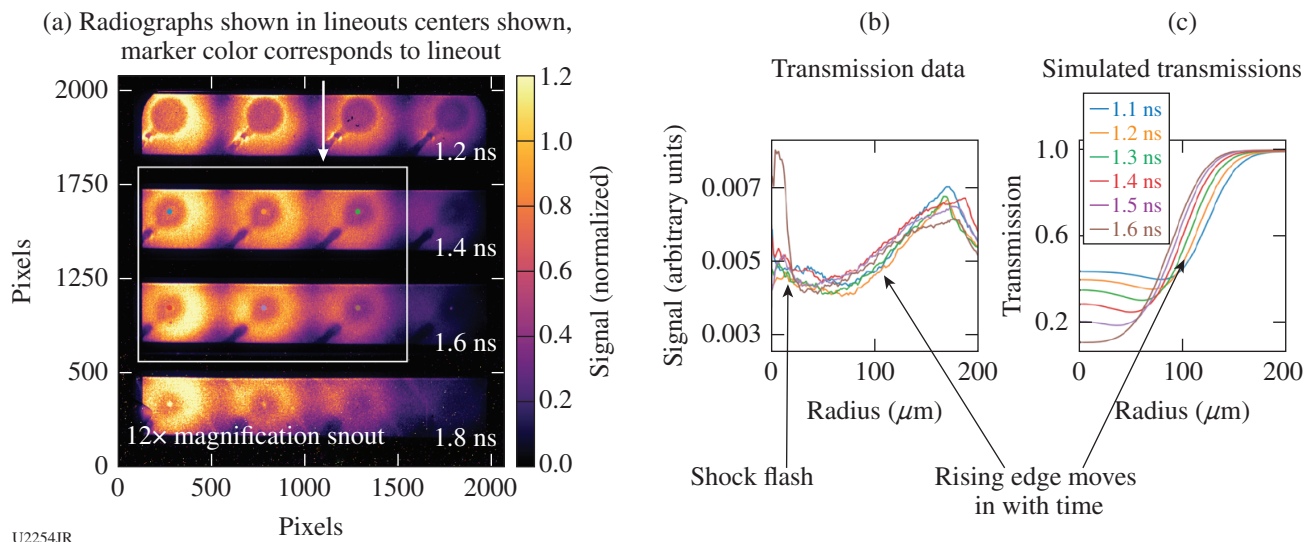 (a) Radiographs shown in lineouts centers shown,
marker color corresponds to lineout
2000
1750
1250
500
0
Pixels
0
500
1000
1500
2000
Pixels
1.2 ns
1.4 ns
1.6 ns
1.8 ns
12× magnification snout
1.2
1.0
0.8
0.6
0.4
0.2
0.0
Signal (normalized)
(b)
Transmission data
0.007
0.005
0.003
Signal (arbitrary units)
0
100
200
Radius (μm)
Shock flash
(c)
Simulated transmissions
1.1 ns
1.2 ns
1.3 ns
1.4 ns
1.5 ns
1.6 ns
1.0
0.6
0.2
Transmission
0
100
200
Radius (μm)
Rising edge moves
in with time
U2254JR